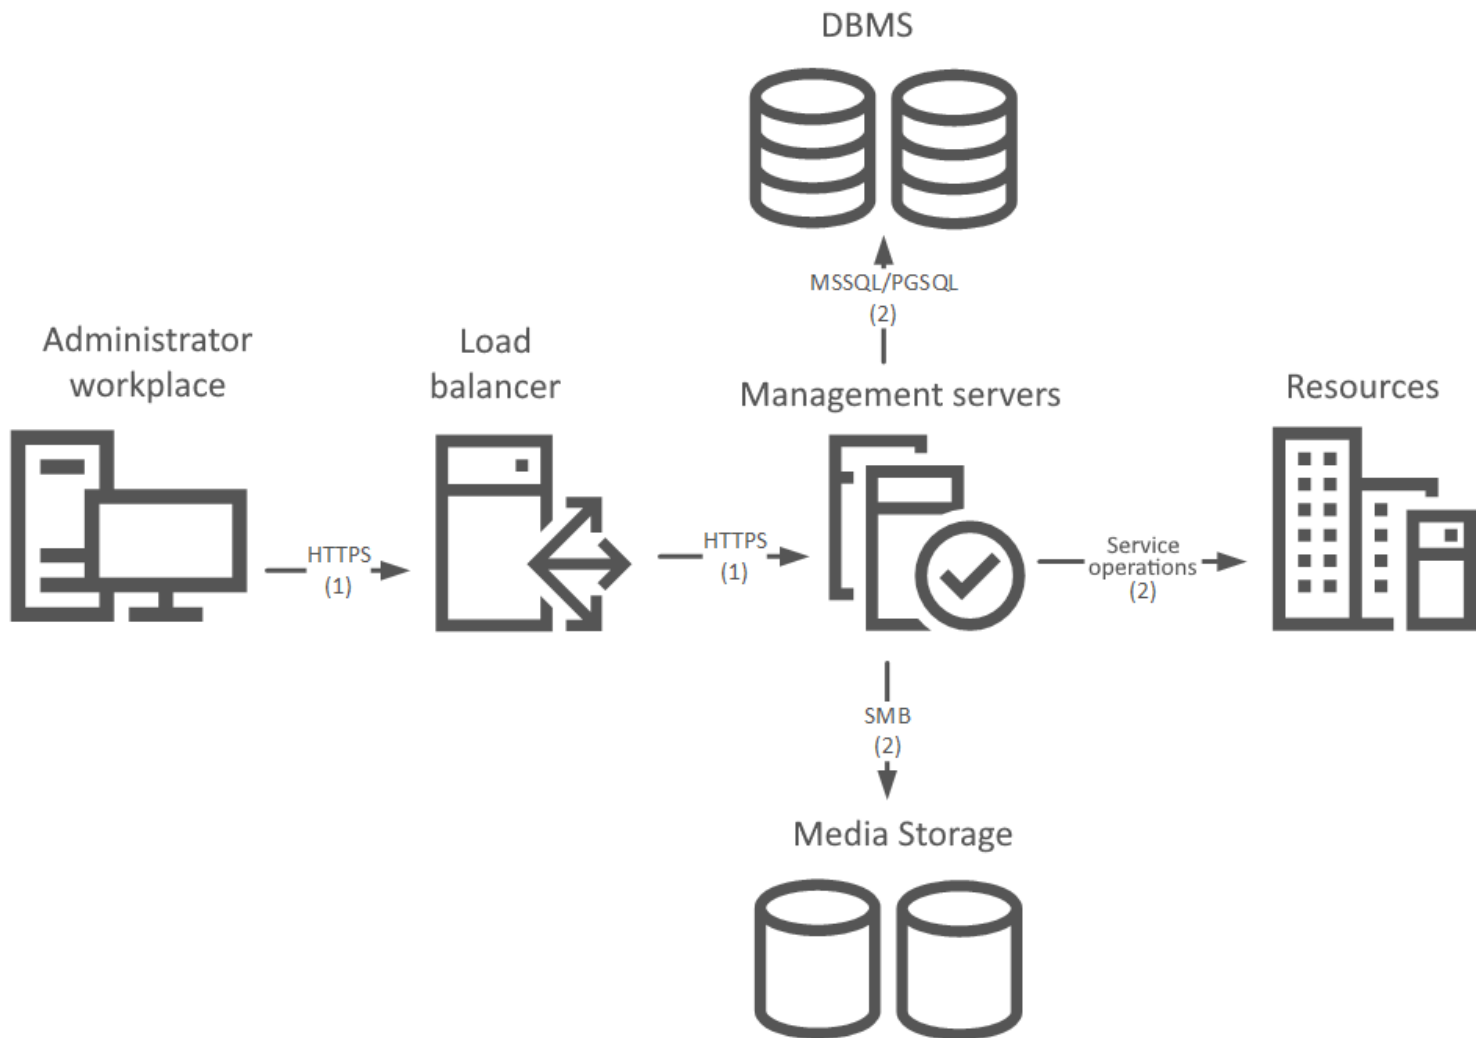 DBMS
MSSQL/PGSQL
(2)
Administrator
workplace
Load
balancer
Management servers
Resources
HTTPS
(1)
HTTPS
(1)
Service
operations
(2)
SMB
(2)
Media Storage